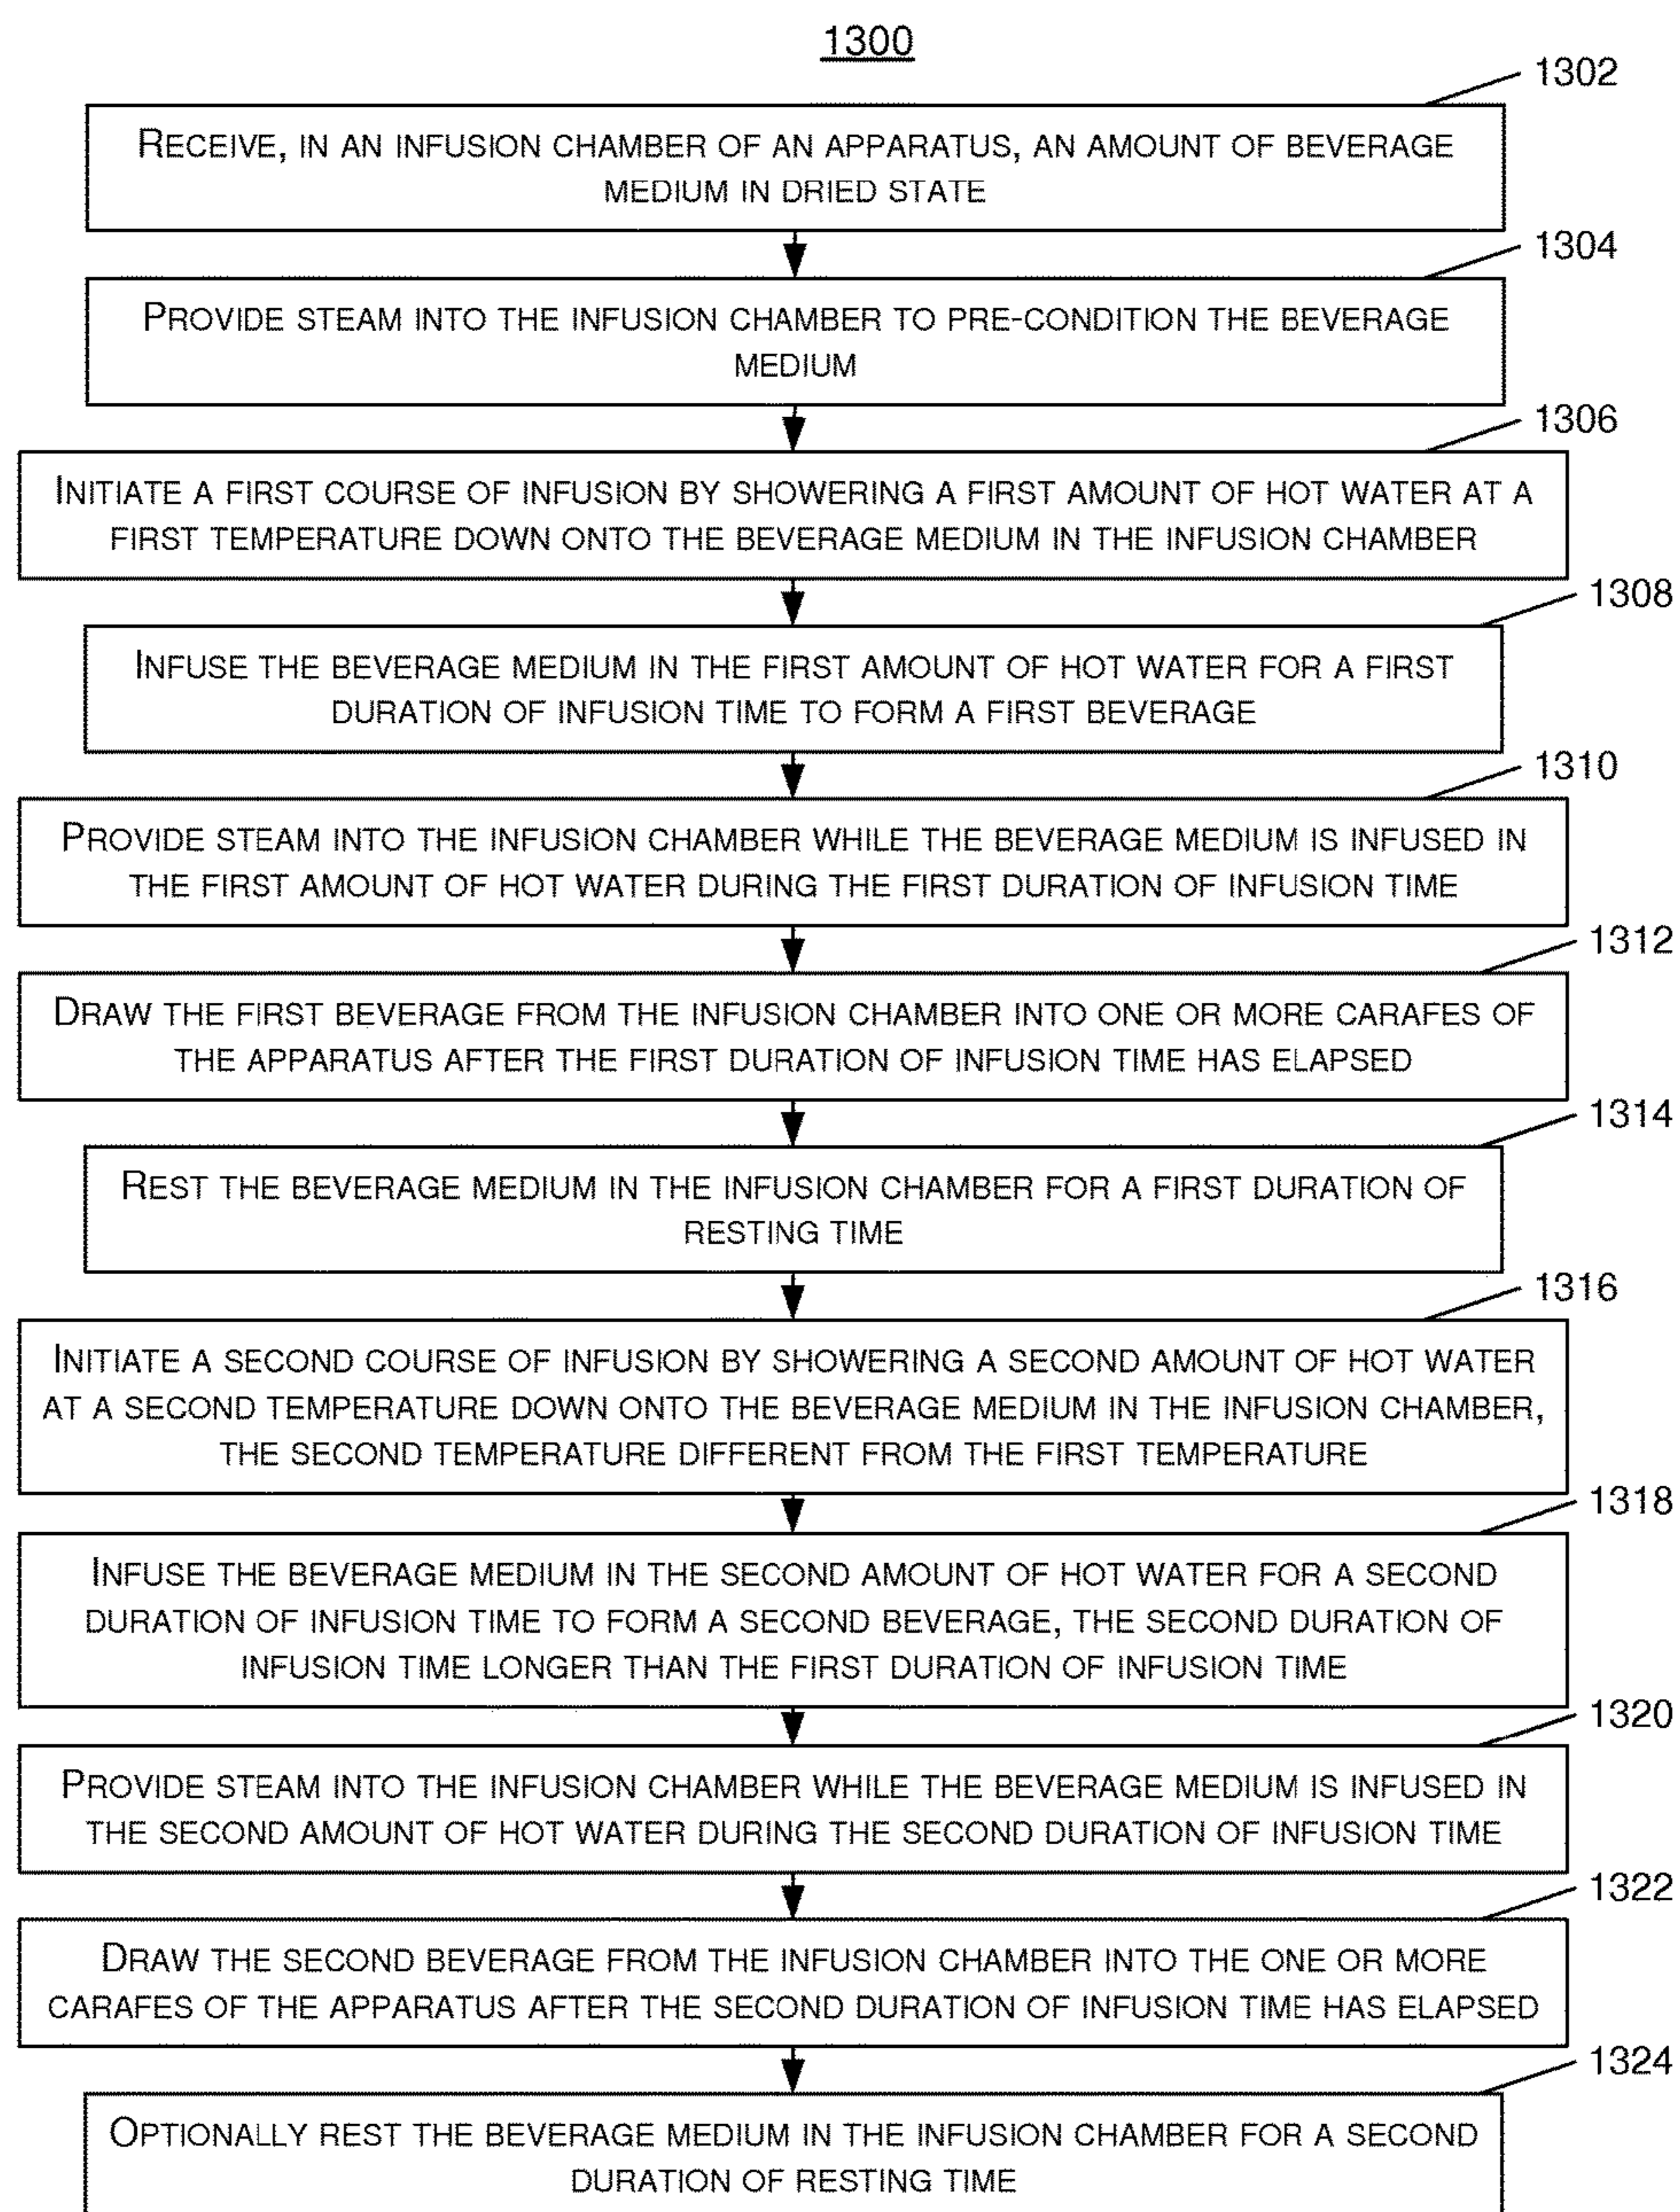 1300
1302
RECEIVE, IN AN INFUSION CHAMBER OF AN APPARATUS, AN AMOUNT OF BEVERAGE
MEDIUM IN DRIED STATE
1304
PROVIDE STEAM INTO THE INFUSION CHAMBER TO PRE-CONDITION THE BEVERAGE
MEDIUM
1306
INITIATE A FIRST COURSE OF INFUSION BY SHOWERING A FIRST AMOUNT OF HOT WATER AT A
FIRST TEMPERATURE DOWN ONTO THE BEVERAGE MEDIUM IN THE INFUSION CHAMBER
1308
INFUSE THE BEVERAGE MEDIUM IN THE FIRST AMOUNT OF HOT WATER FOR A FIRST
DURATION OF INFUSION TIME TO FORM A FIRST BEVERAGE
1310
PROVIDE STEAM INTO THE INFUSION CHAMBER WHILE THE BEVERAGE MEDIUM IS INFUSED IN
THE FIRST AMOUNT OF HOT WATER DURING THE FIRST DURATION OF INFUSION TIME
1312
DRAW THE FIRST BEVERAGE FROM THE INFUSION CHAMBER INTO ONE OR MORE CARAFES OF
THE APPARATUS AFTER THE FIRST DURATION OF INFUSION TIME HAS ELAPSED
1314
REST THE BEVERAGE MEDIUM IN THE INFUSION CHAMBER FOR A FIRST DURATION OF
RESTING TIME
1316
INITIATE A SECOND COURSE OF INFUSION BY SHOWERING A SECOND AMOUNT OF HOT WATER
AT A SECOND TEMPERATURE DOWN ONTO THE BEVERAGE MEDIUM IN THE INFUSION CHAMBER,
THE SECOND TEMPERATURE DIFFERENT FROM THE FIRST TEMPERATURE
1318
INFUSE THE BEVERAGE MEDIUM IN THE SECOND AMOUNT OF HOT WATER FOR A SECOND
DURATION OF INFUSION TIME TO FORM A SECOND BEVERAGE, THE SECOND DURATION OF
INFUSION TIME LONGER THAN THE FIRST DURATION OF INFUSION TIME
1320
PROVIDE STEAM INTO THE INFUSION CHAMBER WHILE THE BEVERAGE MEDIUM IS INFUSED IN
THE SECOND AMOUNT OF HOT WATER DURING THE SECOND DURATION OF INFUSION TIME
1322
DRAW THE SECOND BEVERAGE FROM THE INFUSION CHAMBER INTO THE ONE OR MORE
CARAFES OF THE APPARATUS AFTER THE SECOND DURATION OF INFUSION TIME HAS ELAPSED
1324
OPTIONALLY REST THE BEVERAGE MEDIUM IN THE INFUSION CHAMBER FOR A SECOND
DURATION OF RESTING TIME